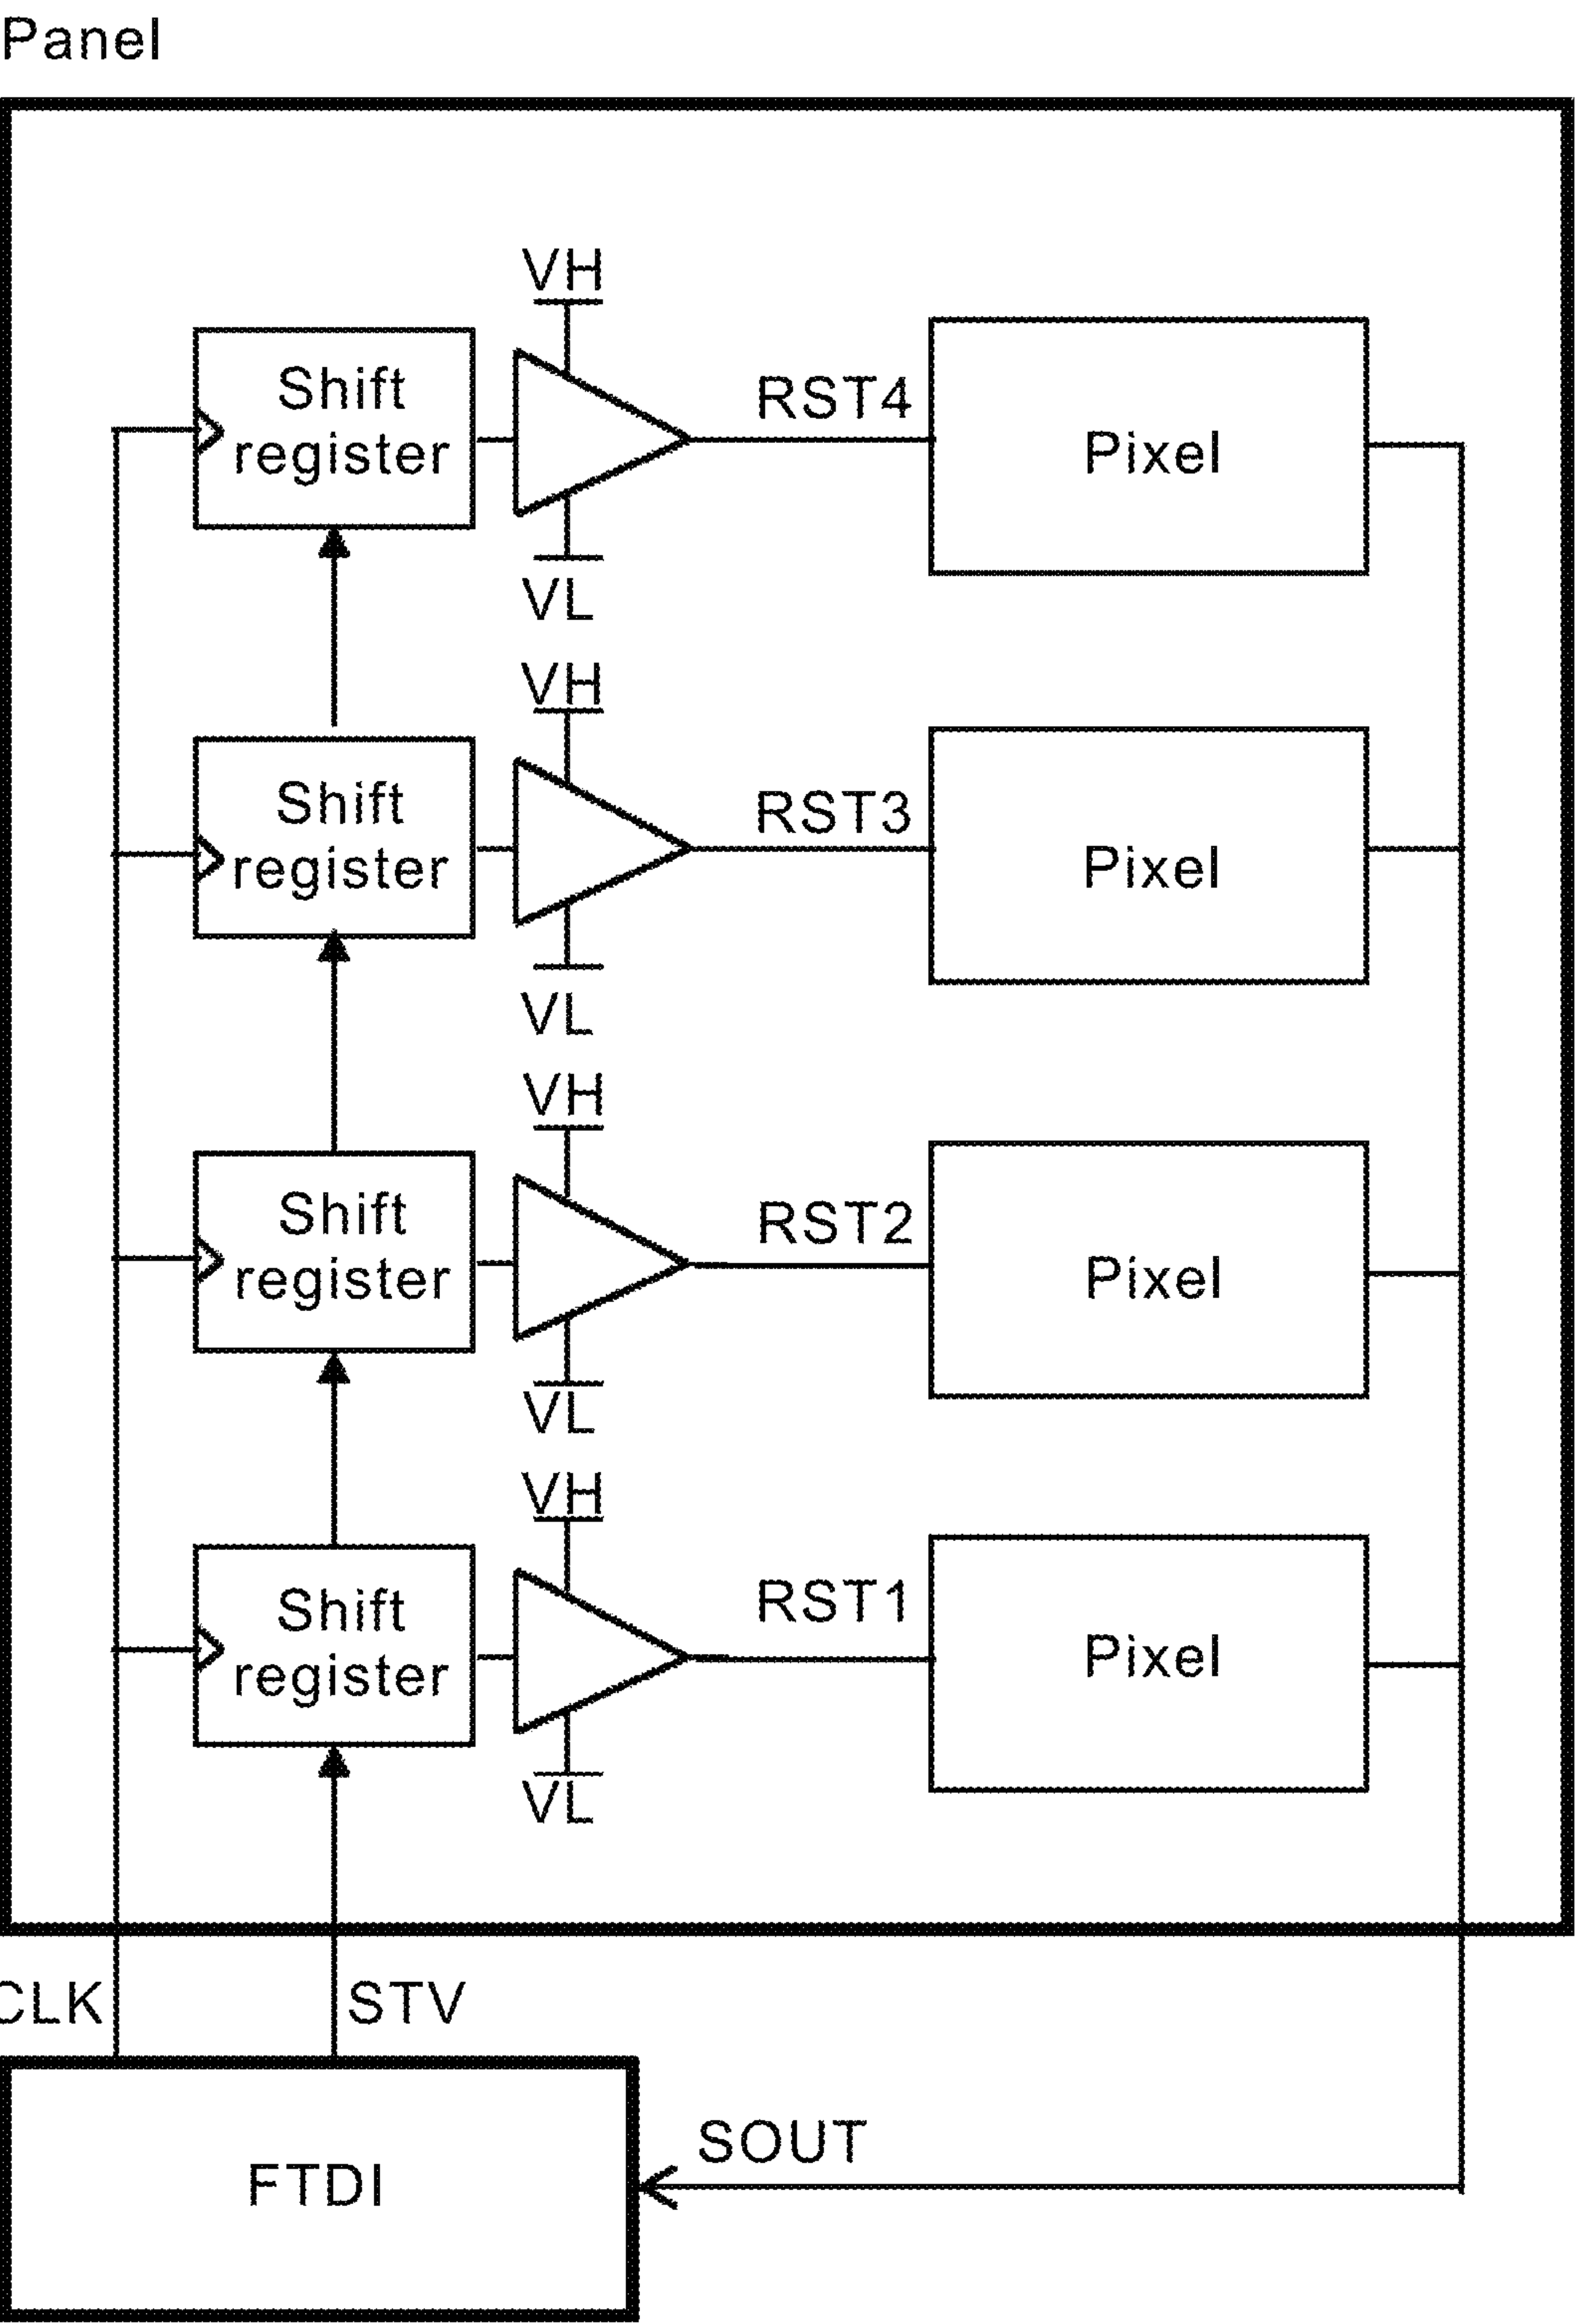 Panel
VH
Shift
register
RST4
Pixel
VL
VH
Shift
register
RST3
Pixel
VL
VH
Shift
register
RST2
Pixel
VL
VH
Shift
register
RST1
Pixel
VL
CLK
STV
SOUT
FTDI